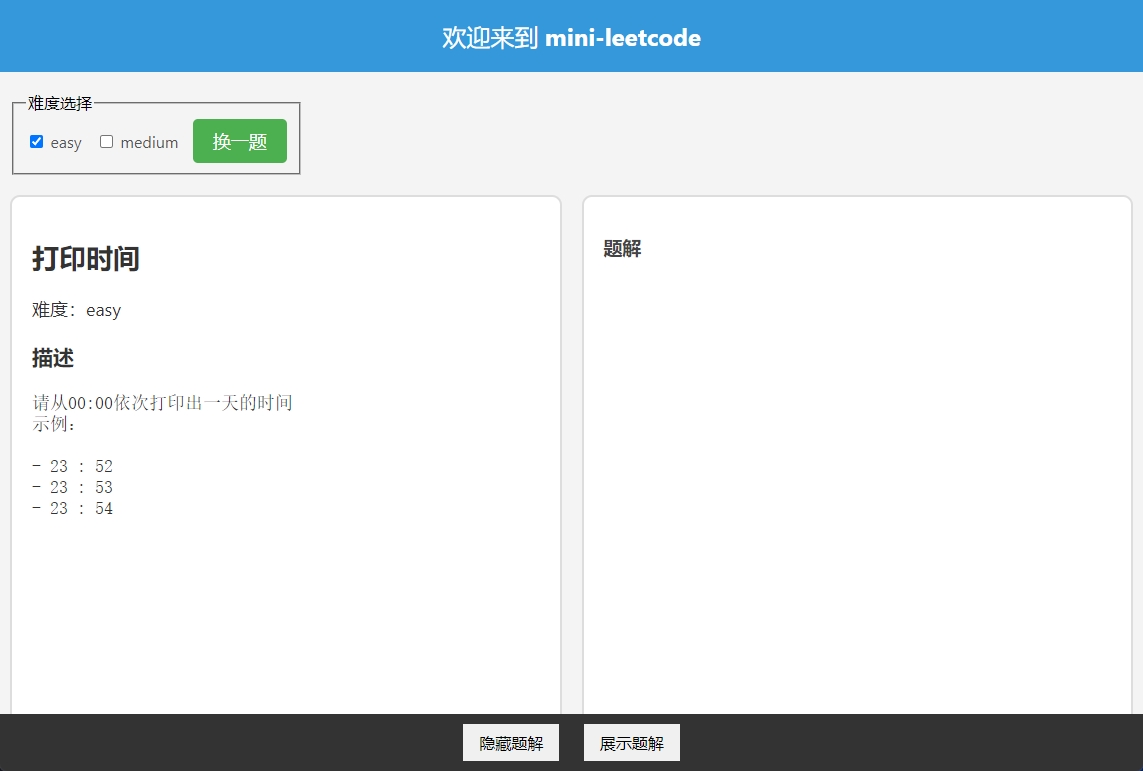 欢迎来到 mini-leetcode
难度选择
easy medium 换一题
打印时间
难度：easy
描述
请从00:00依次打印出一天的时间
示例：
- 23 : 52
- 23 : 53
- 23 : 54
题解
隐藏题解 展示题解